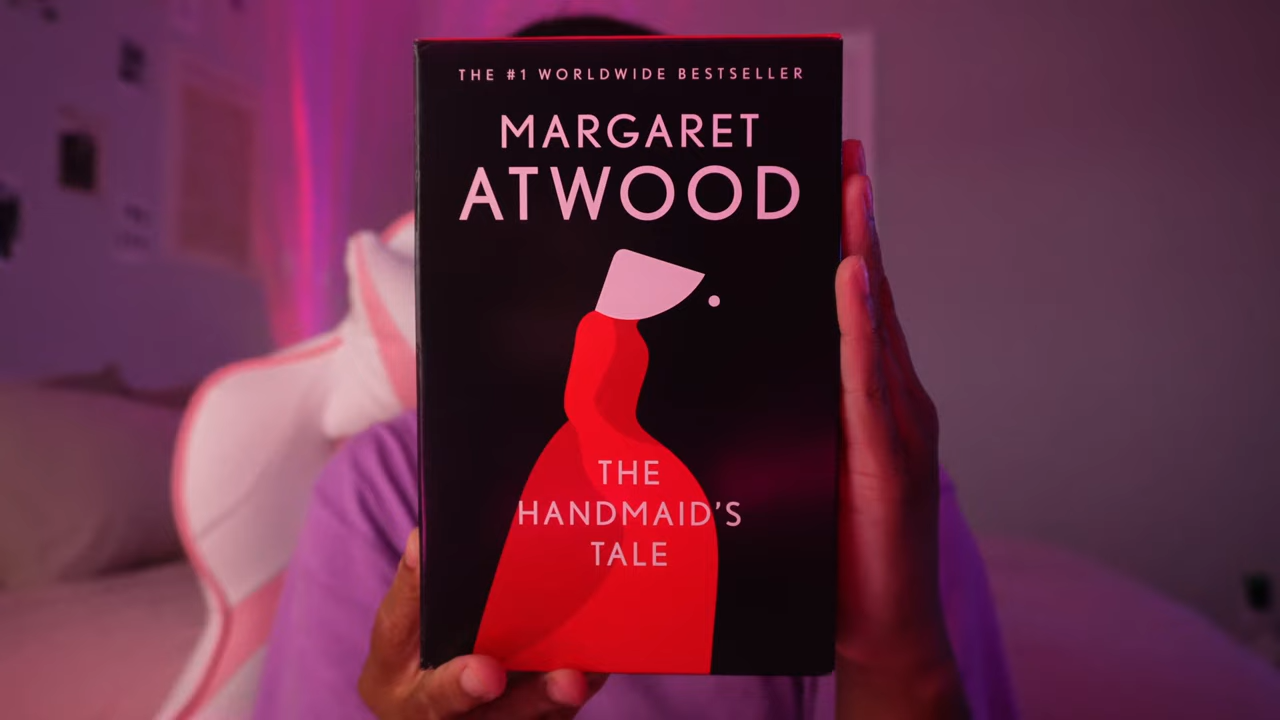 THE #1 WORLDWIDE BESTSELLER
MARGARET
ATWOOD
THE
HANDMAID'S
TALE